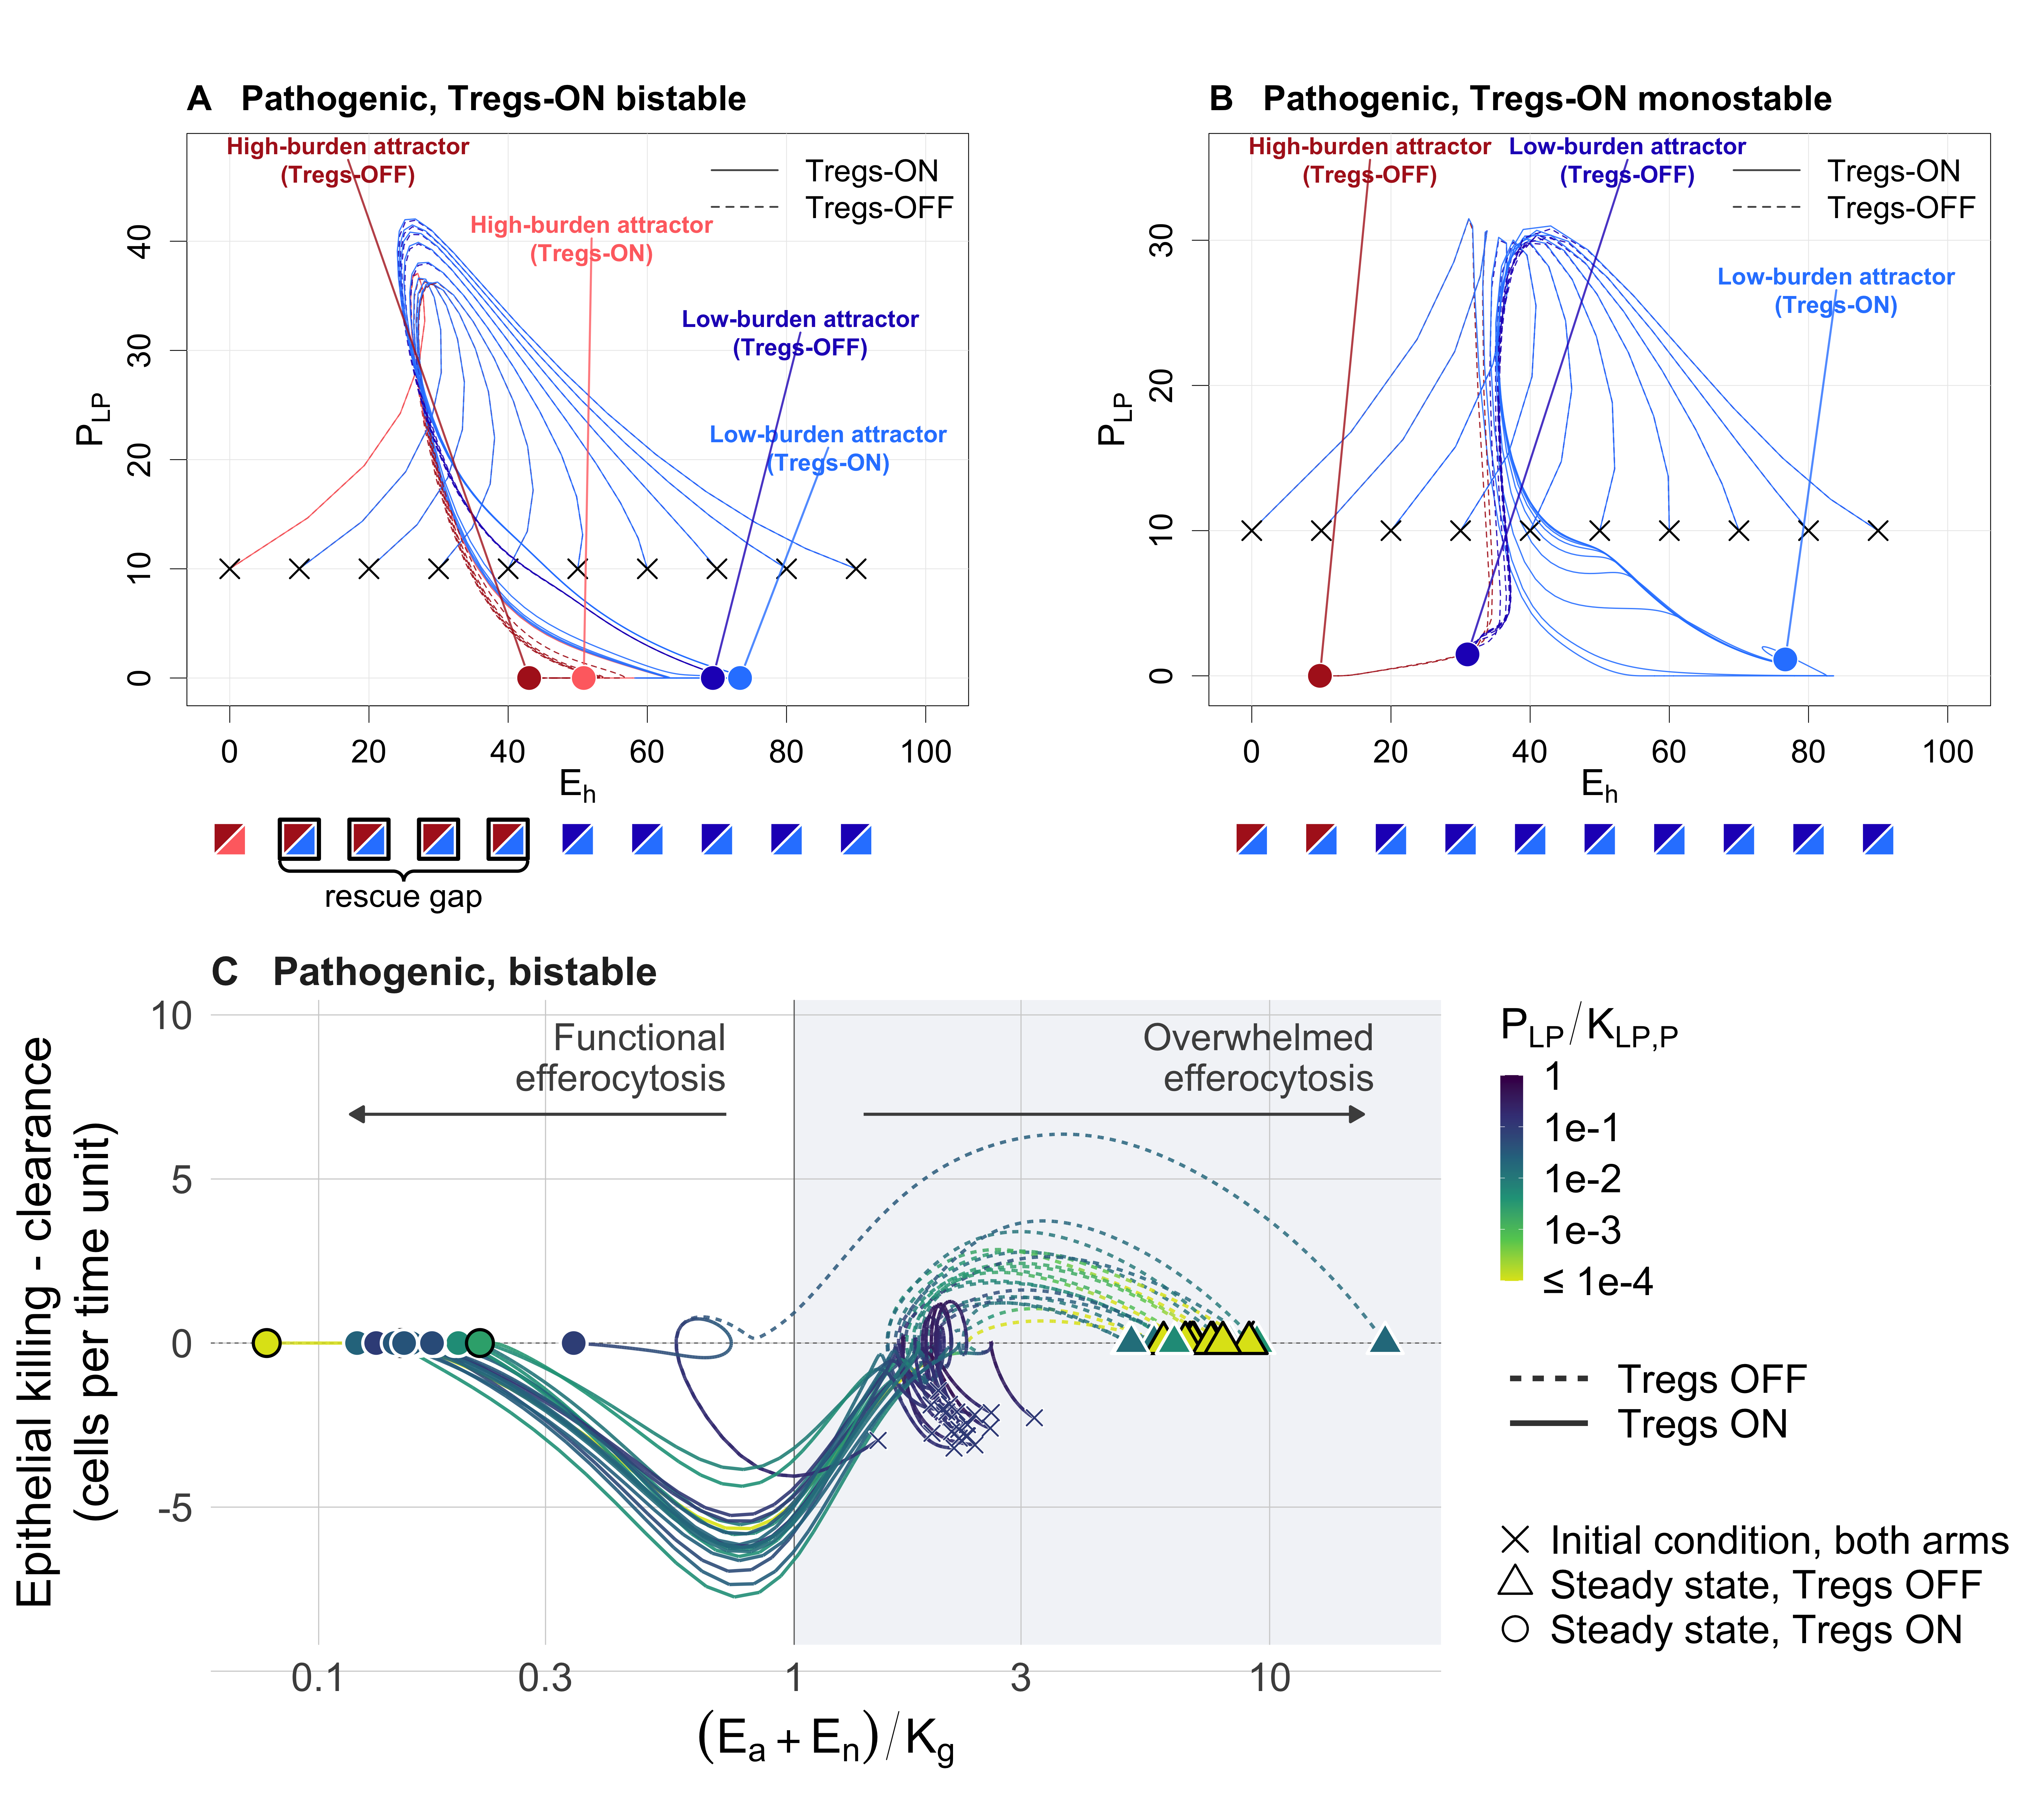 A Pathogenic, Tregs-ON bistable
High-burden attractor
(Tregs-OFF)
Tregs-ON
Tregs-OFF
High-burden attractor
(Tregs-ON)
Low-burden attractor
(Tregs-OFF)
Low-burden attractor
(Tregs-ON)
P_LP
40
30
20
10
0
0 20 40 60 80 100
E_h
rescue gap
B Pathogenic, Tregs-ON monostable
High-burden attractor
(Tregs-OFF)
Low-burden attractor
(Tregs-OFF)
Tregs-ON
Tregs-OFF
Low-burden attractor
(Tregs-ON)
P_LP
30
20
10
0
0 20 40 60 80 100
E_h
C Pathogenic, bistable
Epithelial killing - clearance
(cells per time unit)
10
5
0
-5
Functional
efferocytosis
Overwhelmed
efferocytosis
0.1 0.3 1 3 10
(E_a + E_n)/K_g
P_LP/K_LP,P
1
1e-1
1e-2
1e-3
≤ 1e-4
Tregs OFF
Tregs ON
Initial condition, both arms
Steady state, Tregs OFF
Steady state, Tregs ON